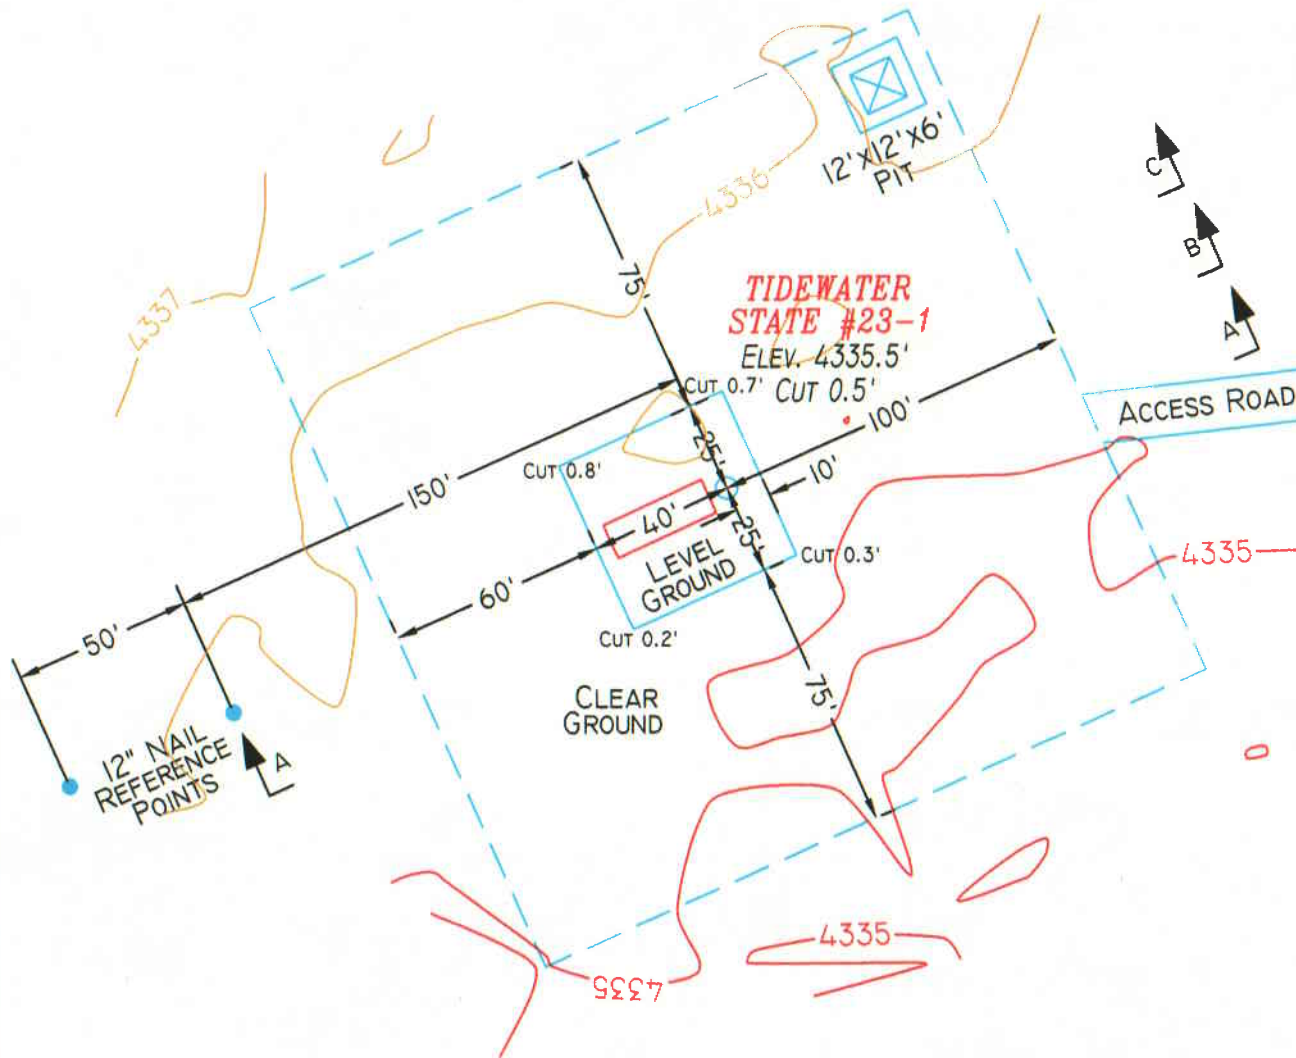 12'x12'x6'
PIT
C
B
A
4336
4337
75'
TIDEWATER
STATE #23-1
ELEV. 4335.5'
CUT 0.5'
CUT 0.7'
ACCESS ROAD
100'
25'
CUT 0.8'
10'
150'
40'
25'
LEVEL
GROUND
CUT 0.3'
4335
60'
CUT 0.2'
50'
75'
CLEAR
GROUND
12" NAIL
REFERENCE
POINTS
A
4335
4335